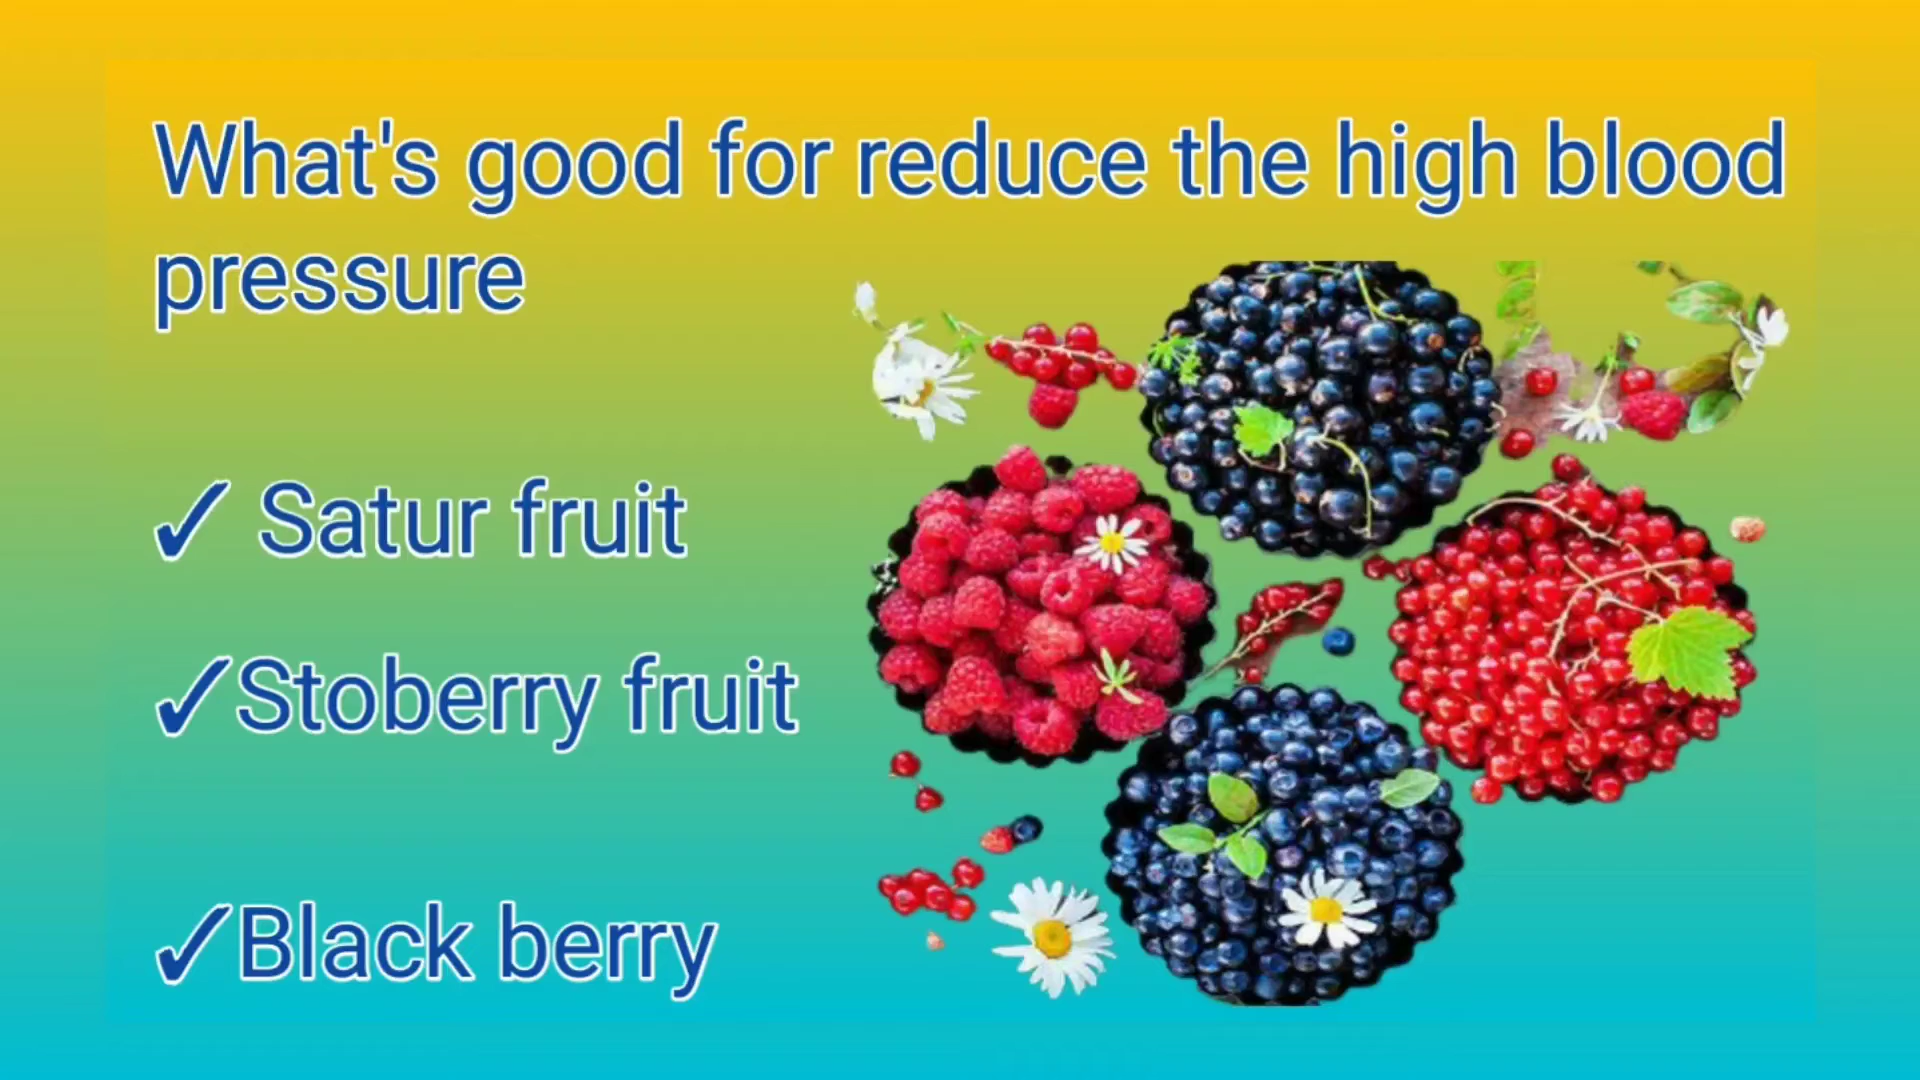 What's good for reduce the high blood
pressure
✓ Satur fruit
✓Stoberry fruit
✓Black berry